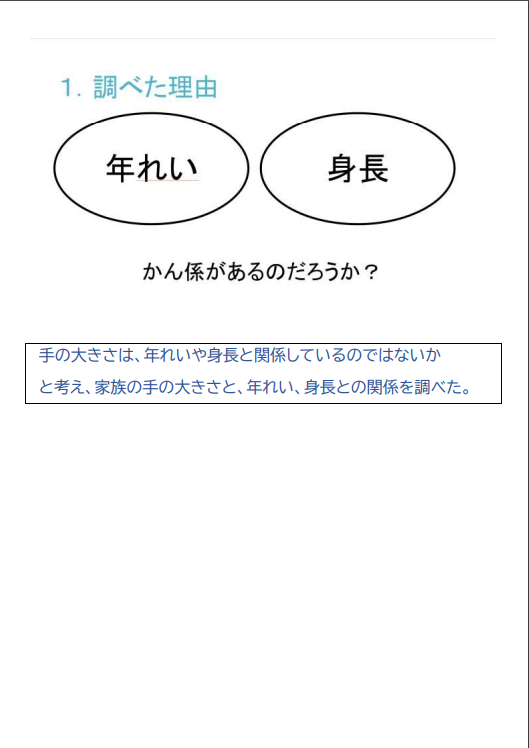 1．調べた理由
年れい
身長
かん係があるのだろうか？
手の大きさは、年れいや身長と関係しているのではないか
と考え、家族の手の大きさと、年れい、身長との関係を調べた。